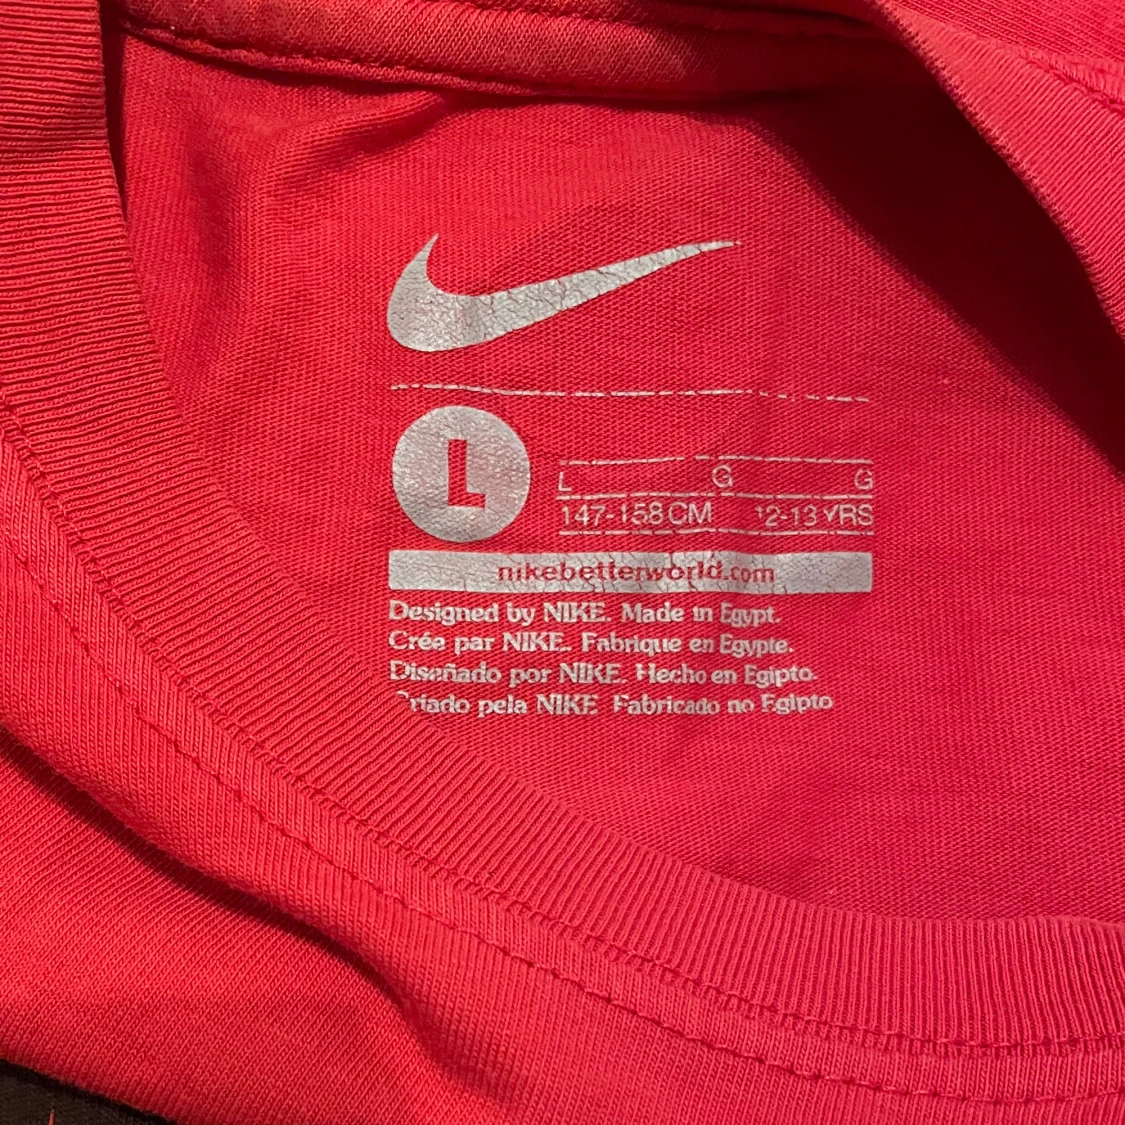 L
L G G
147-158 CM 12-13 YRS
nikebetterworld.com
Designed by NIKE. Made in Egypt.
Crée par NIKE. Fabrique en Egypte.
Diseñado por NIKE. Hecho en Egipto.
Criado pela NIKE Fabricado no Egipto